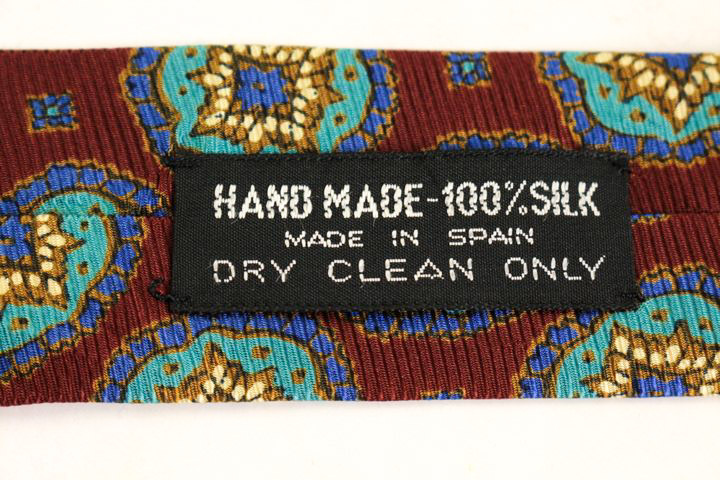 HAND MADE-100%SILK
MADE IN SPAIN
DRY CLEAN ONLY